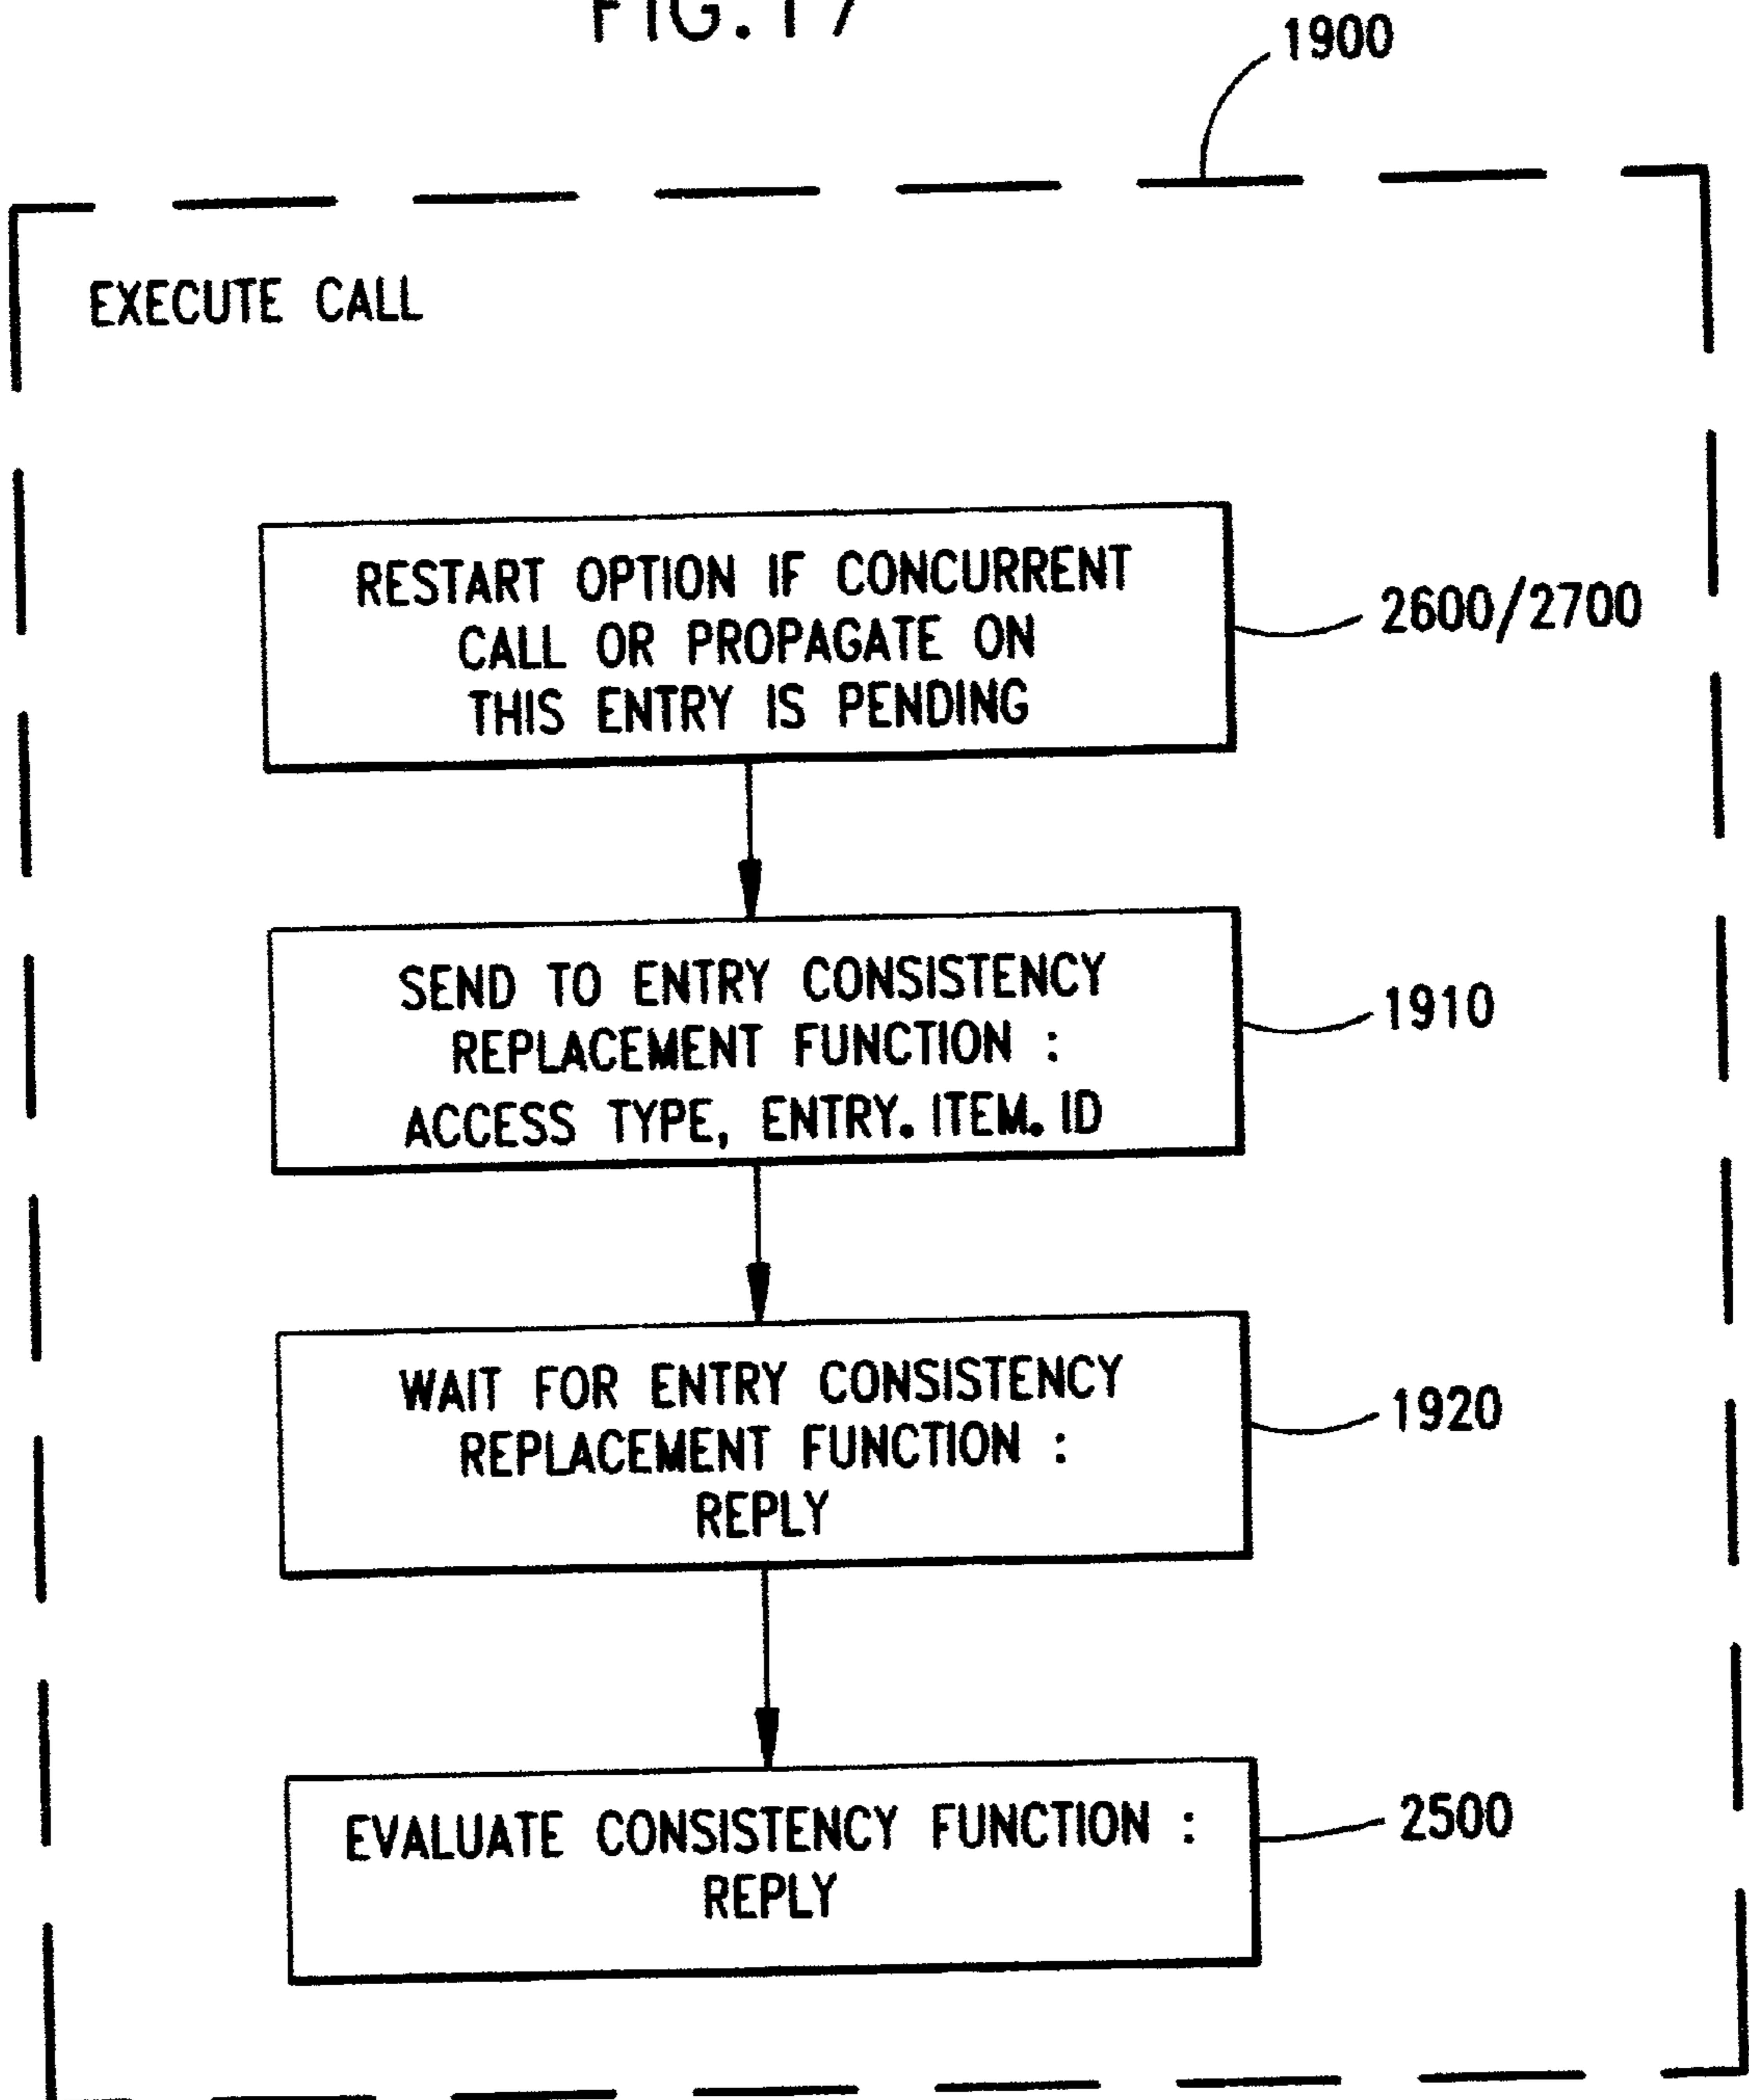 FIG.17
1900
EXECUTE CALL
RESTART OPTION IF CONCURRENT
CALL OR PROPAGATE ON
THIS ENTRY IS PENDING
2600/2700
SEND TO ENTRY CONSISTENCY
REPLACEMENT FUNCTION :
ACCESS TYPE, ENTRY.ITEM.ID
1910
WAIT FOR ENTRY CONSISTENCY
REPLACEMENT FUNCTION :
REPLY
1920
EVALUATE CONSISTENCY FUNCTION :
REPLY
2500